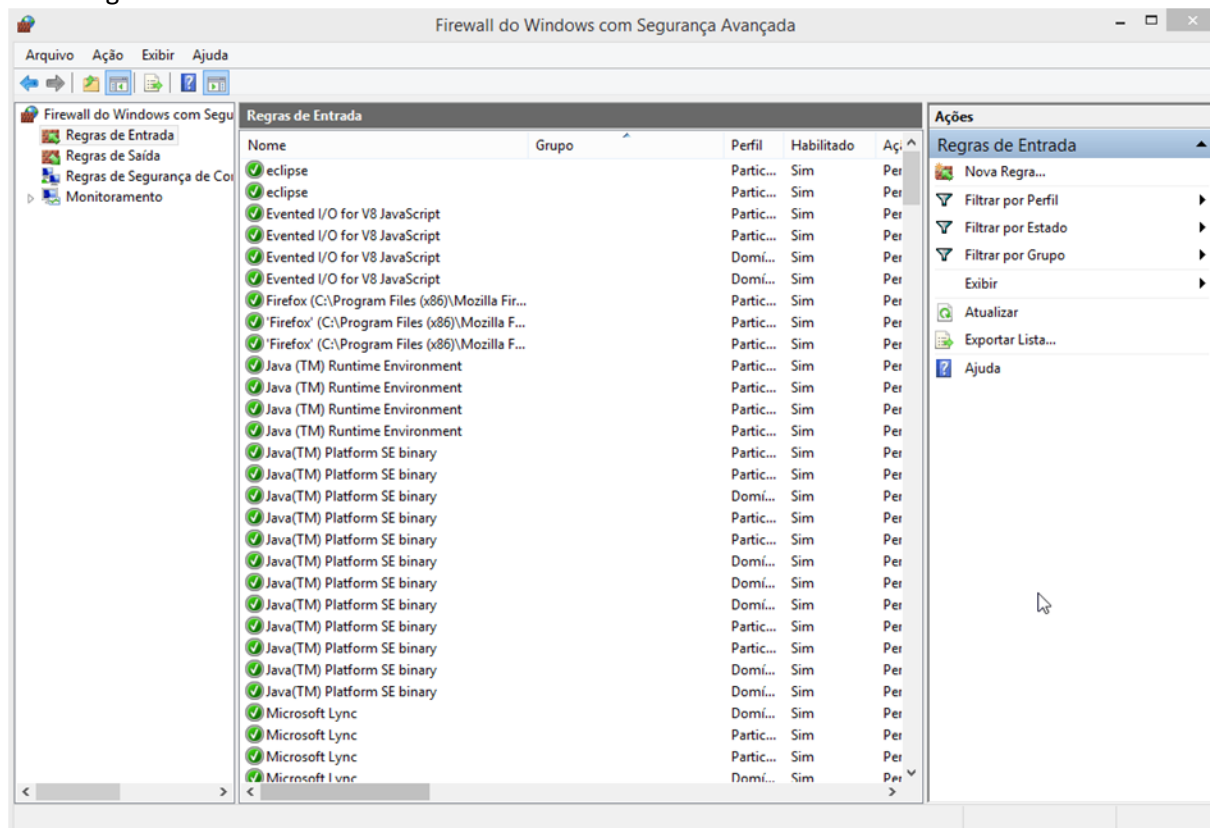 Firewall do Windows com Segurança Avançada
Arquivo Ação Exibir Ajuda
Firewall do Windows com Segu
Regras de Entrada
Regras de Saída
Regras de Segurança de Co
Monitoramento
Regras de Entrada
Nome Grupo Perfil Habilitado Açã
eclipse Partic... Sim Per
eclipse Partic... Sim Per
Evented I/O for V8 JavaScript Partic... Sim Per
Evented I/O for V8 JavaScript Partic... Sim Per
Evented I/O for V8 JavaScript Domí... Sim Per
Evented I/O for V8 JavaScript Domí... Sim Per
Firefox (C:\Program Files (x86)\Mozilla Fir... Partic... Sim Per
'Firefox' (C:\Program Files (x86)\Mozilla F... Partic... Sim Per
'Firefox' (C:\Program Files (x86)\Mozilla F... Partic... Sim Per
Java (TM) Runtime Environment Partic... Sim Per
Java (TM) Runtime Environment Partic... Sim Per
Java (TM) Runtime Environment Partic... Sim Per
Java (TM) Runtime Environment Partic... Sim Per
Java(TM) Platform SE binary Partic... Sim Per
Java(TM) Platform SE binary Partic... Sim Per
Java(TM) Platform SE binary Domí... Sim Per
Java(TM) Platform SE binary Partic... Sim Per
Java(TM) Platform SE binary Partic... Sim Per
Java(TM) Platform SE binary Domí... Sim Per
Java(TM) Platform SE binary Domí... Sim Per
Java(TM) Platform SE binary Domí... Sim Per
Java(TM) Platform SE binary Partic... Sim Per
Java(TM) Platform SE binary Partic... Sim Per
Java(TM) Platform SE binary Domí... Sim Per
Java(TM) Platform SE binary Domí... Sim Per
Microsoft Lync Domí... Sim Per
Microsoft Lync Partic... Sim Per
Microsoft Lync Partic... Sim Per
Microsoft Lync Domí... Sim Per
Ações
Regras de Entrada
Nova Regra...
Filtrar por Perfil
Filtrar por Estado
Filtrar por Grupo
Exibir
Atualizar
Exportar Lista...
Ajuda